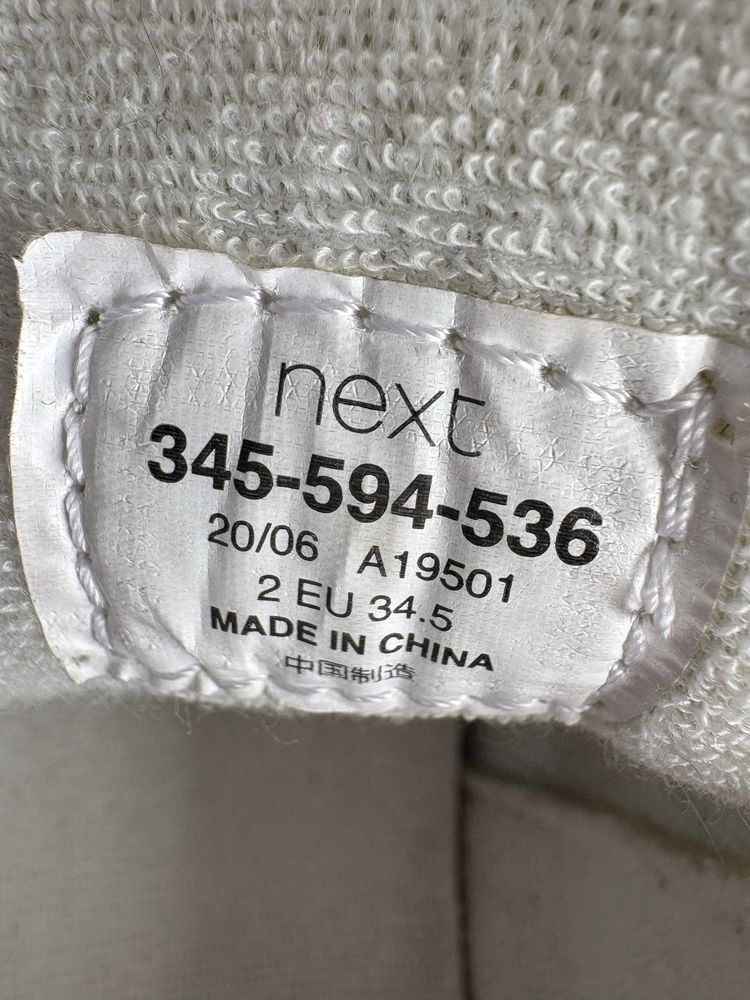 next
345-594-536
20/06 A19501
2 EU 34.5
MADE IN CHINA
中国制造